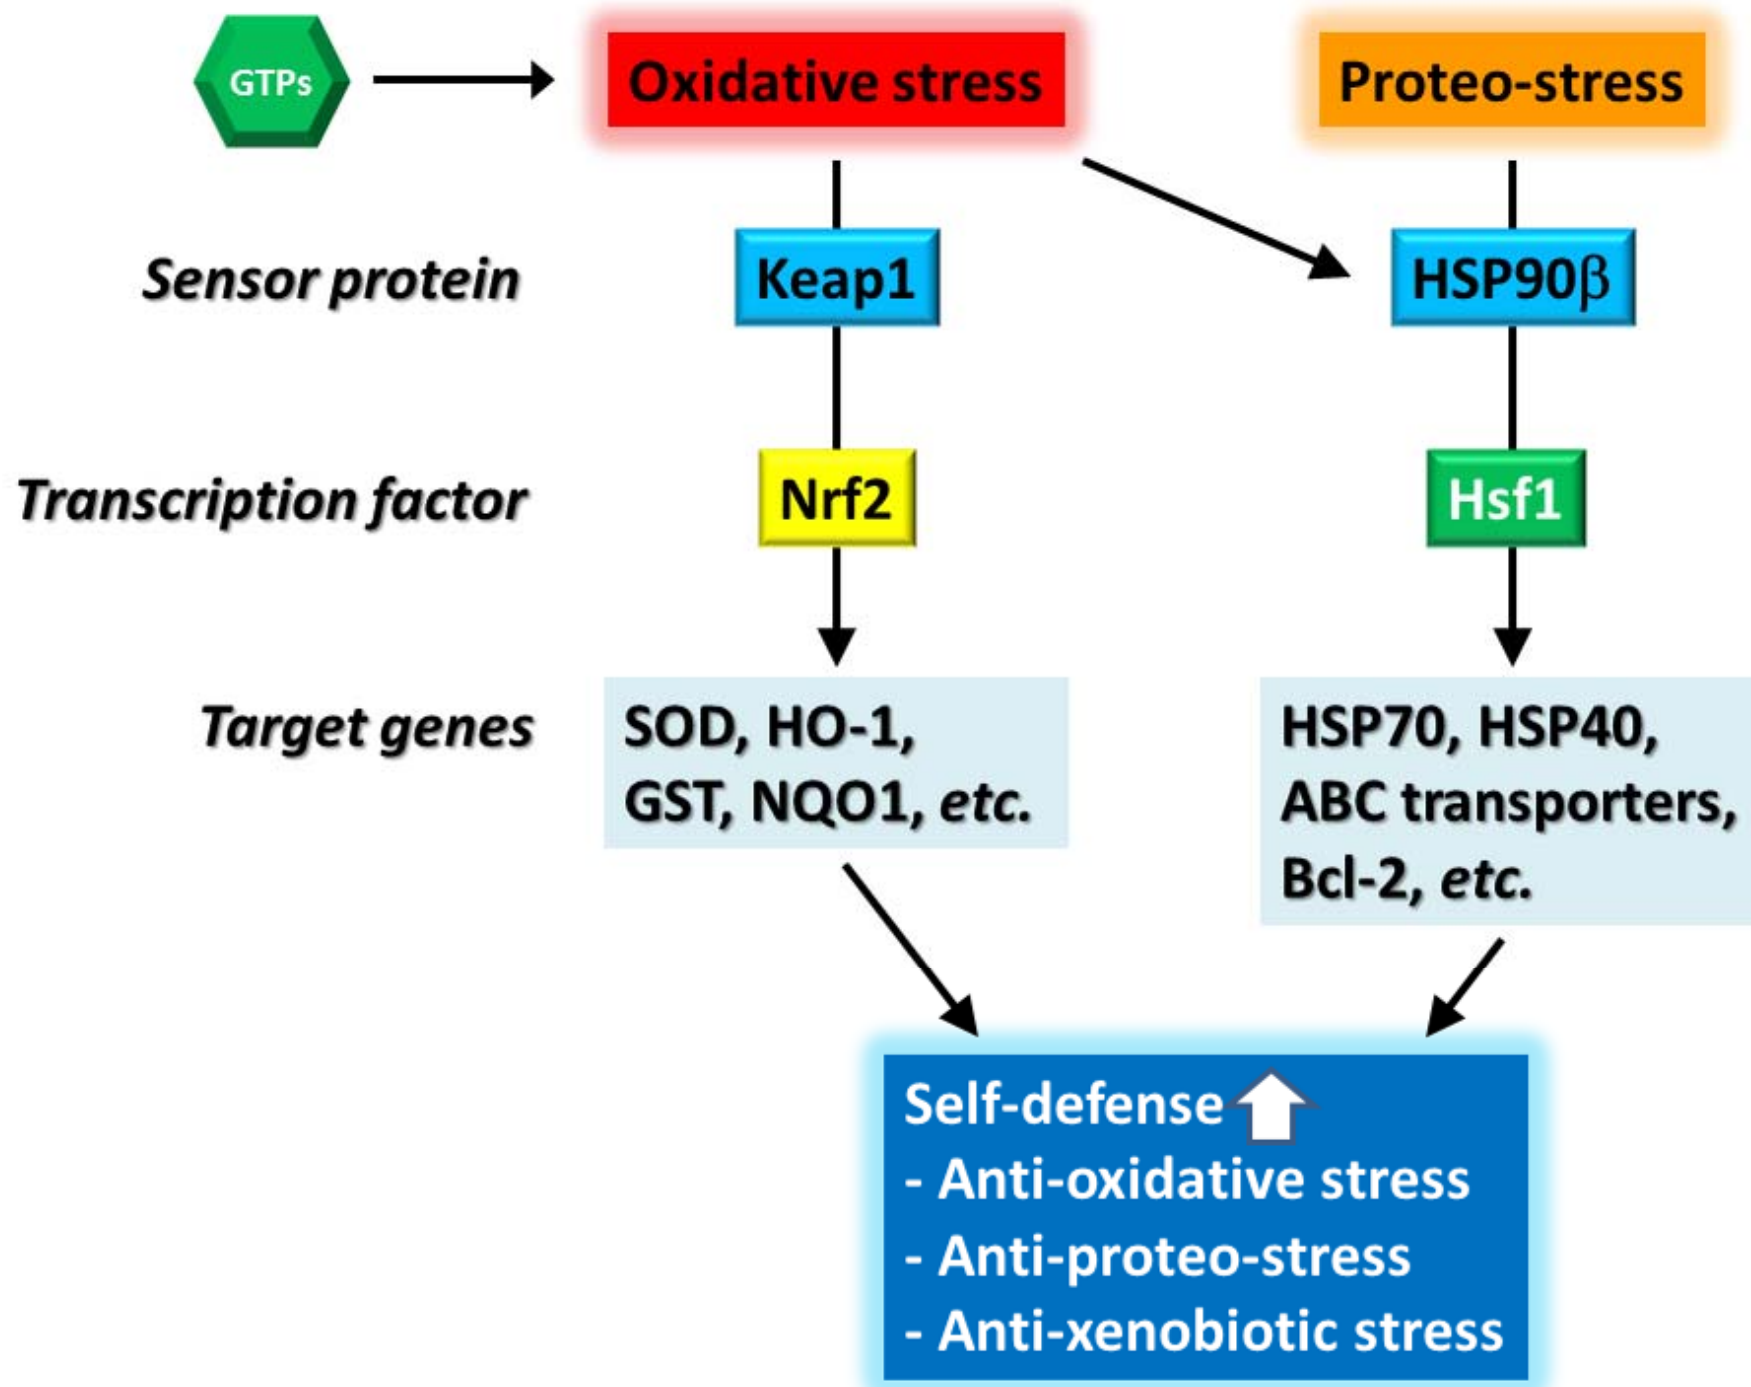 GTPs
Oxidative stress
Proteo-stress
Sensor protein
Keap1
HSP90β
Transcription factor
Nrf2
Hsf1
Target genes
SOD, HO-1,
GST, NQO1, etc.
HSP70, HSP40,
ABC transporters,
Bcl-2, etc.
Self-defense
- Anti-oxidative stress
- Anti-proteo-stress
- Anti-xenobiotic stress